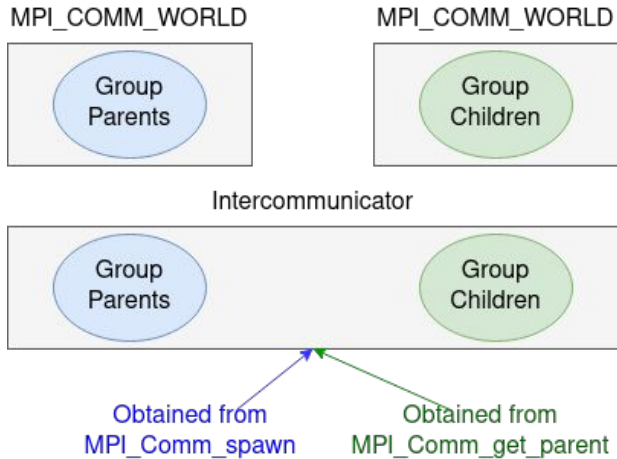 MPI_COMM_WORLD
MPI_COMM_WORLD
Group
Parents
Group
Children
Intercommunicator
Group
Parents
Group
Children
Obtained from
MPI_Comm_spawn
Obtained from
MPI_Comm_get_parent